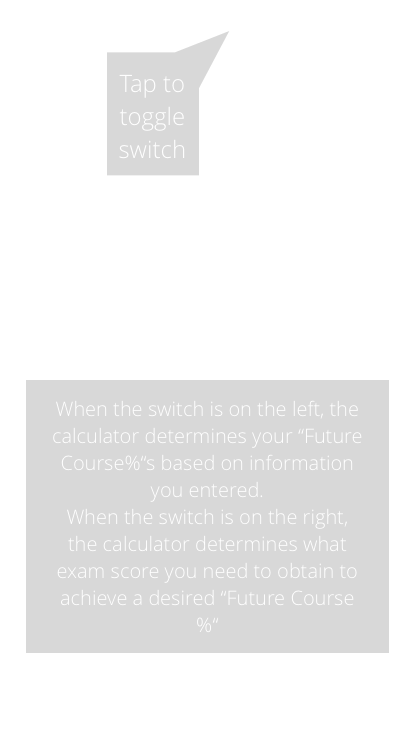 Tap to
toggle
switch
When the switch is on the left, the
calculator determines your “Future
Course%“s based on information
you entered.
When the switch is on the right,
the calculator determines what
exam score you need to obtain to
achieve a desired “Future Course
%“